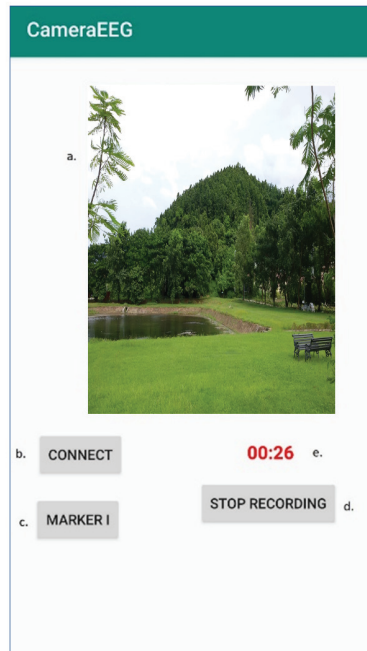 CameraEEG
a.
b. CONNECT 00:26 e.
c. MARKER I STOP RECORDING d.